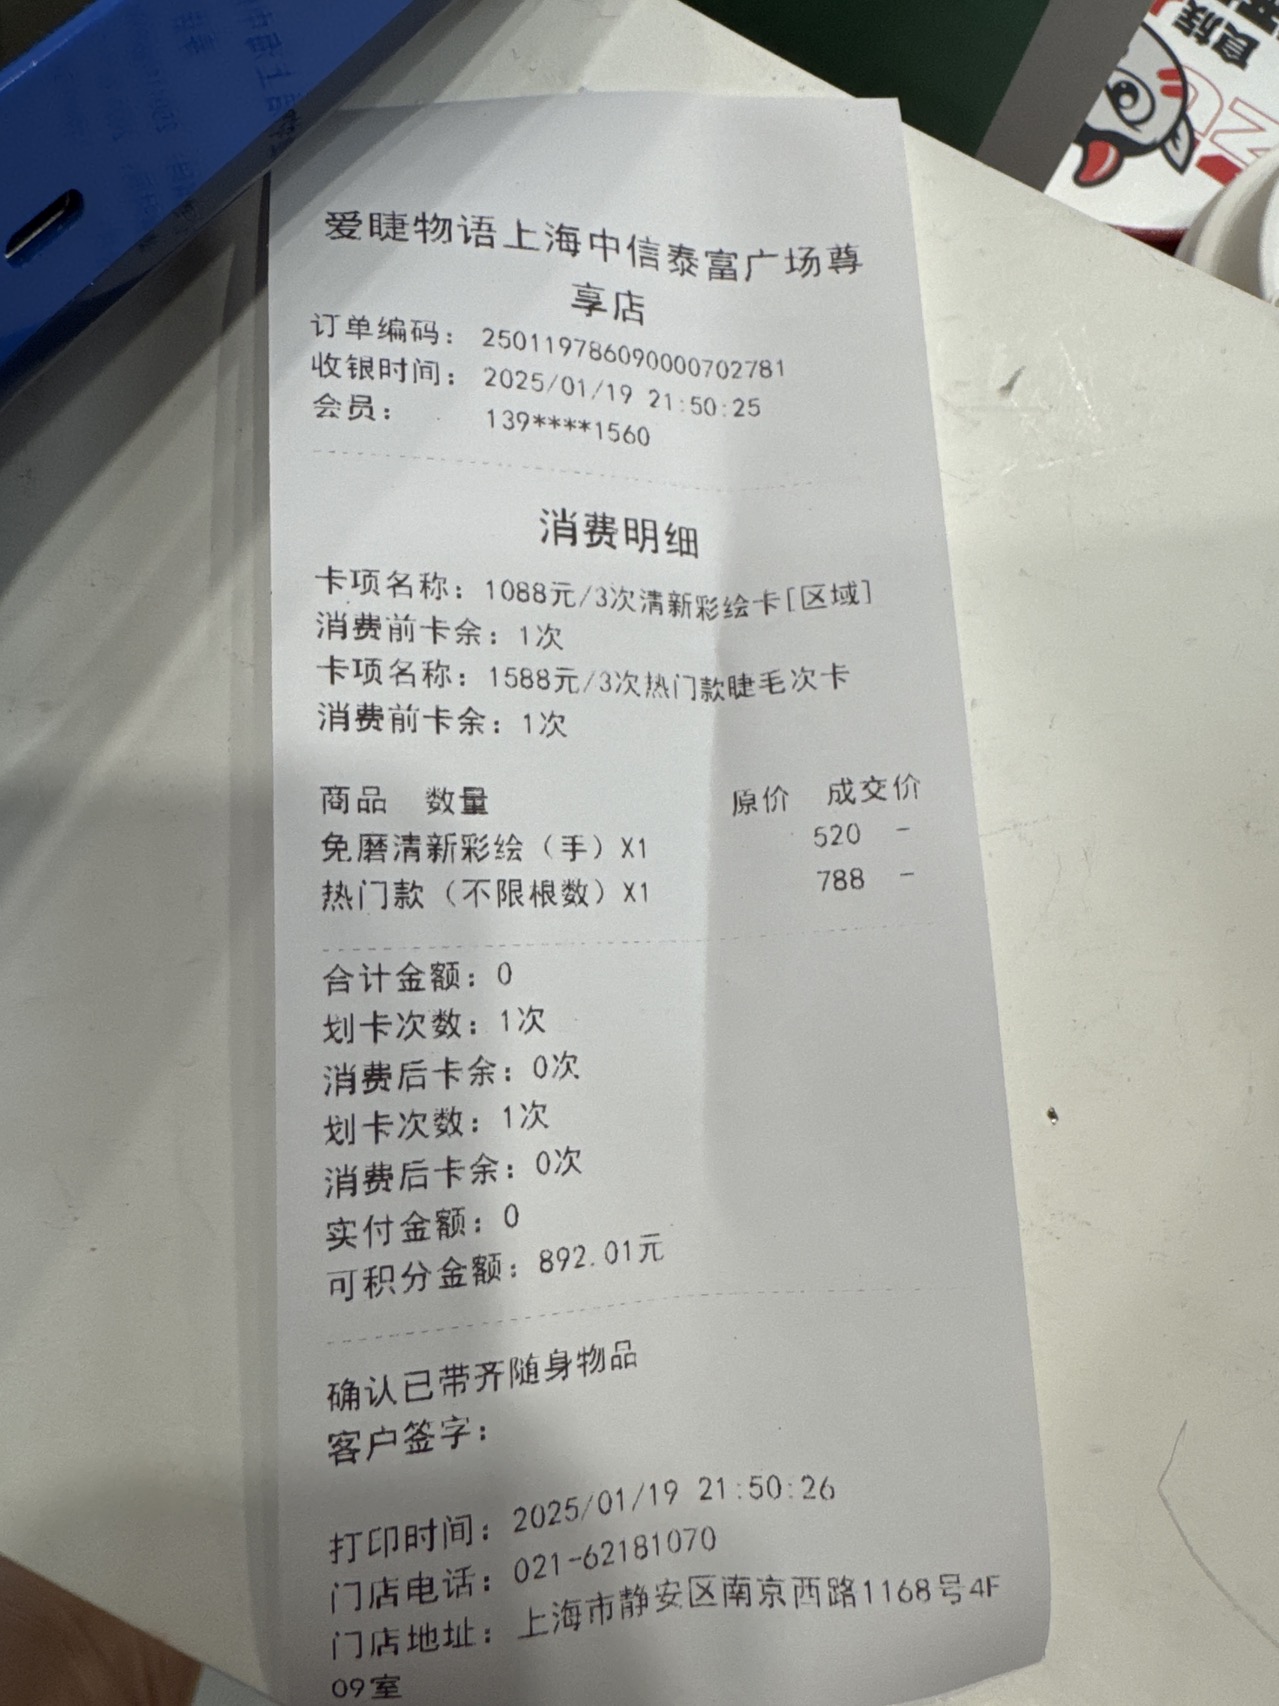 爱睫物语上海中信泰富广场尊
享店
订单编码： 250119786090000702781
收银时间： 2025/01/19 21:50:25
会员： 139****1560
消费明细
卡项名称：1088元/3次清新彩绘卡[区域]
消费前卡余：1次
卡项名称：1588元/3次热门款睫毛次卡
消费前卡余：1次
商品 数量 原价 成交价
免磨清新彩绘（手）X1 520 -
热门款（不限根数）X1 788 -
合计金额：0
划卡次数：1次
消费后卡余：0次
划卡次数：1次
消费后卡余：0次
实付金额：0
可积分金额：892.01元
确认已带齐随身物品
客户签字：
打印时间：2025/01/19 21:50:26
门店电话：021-62181070
门店地址：上海市静安区南京西路1168号4F
09室